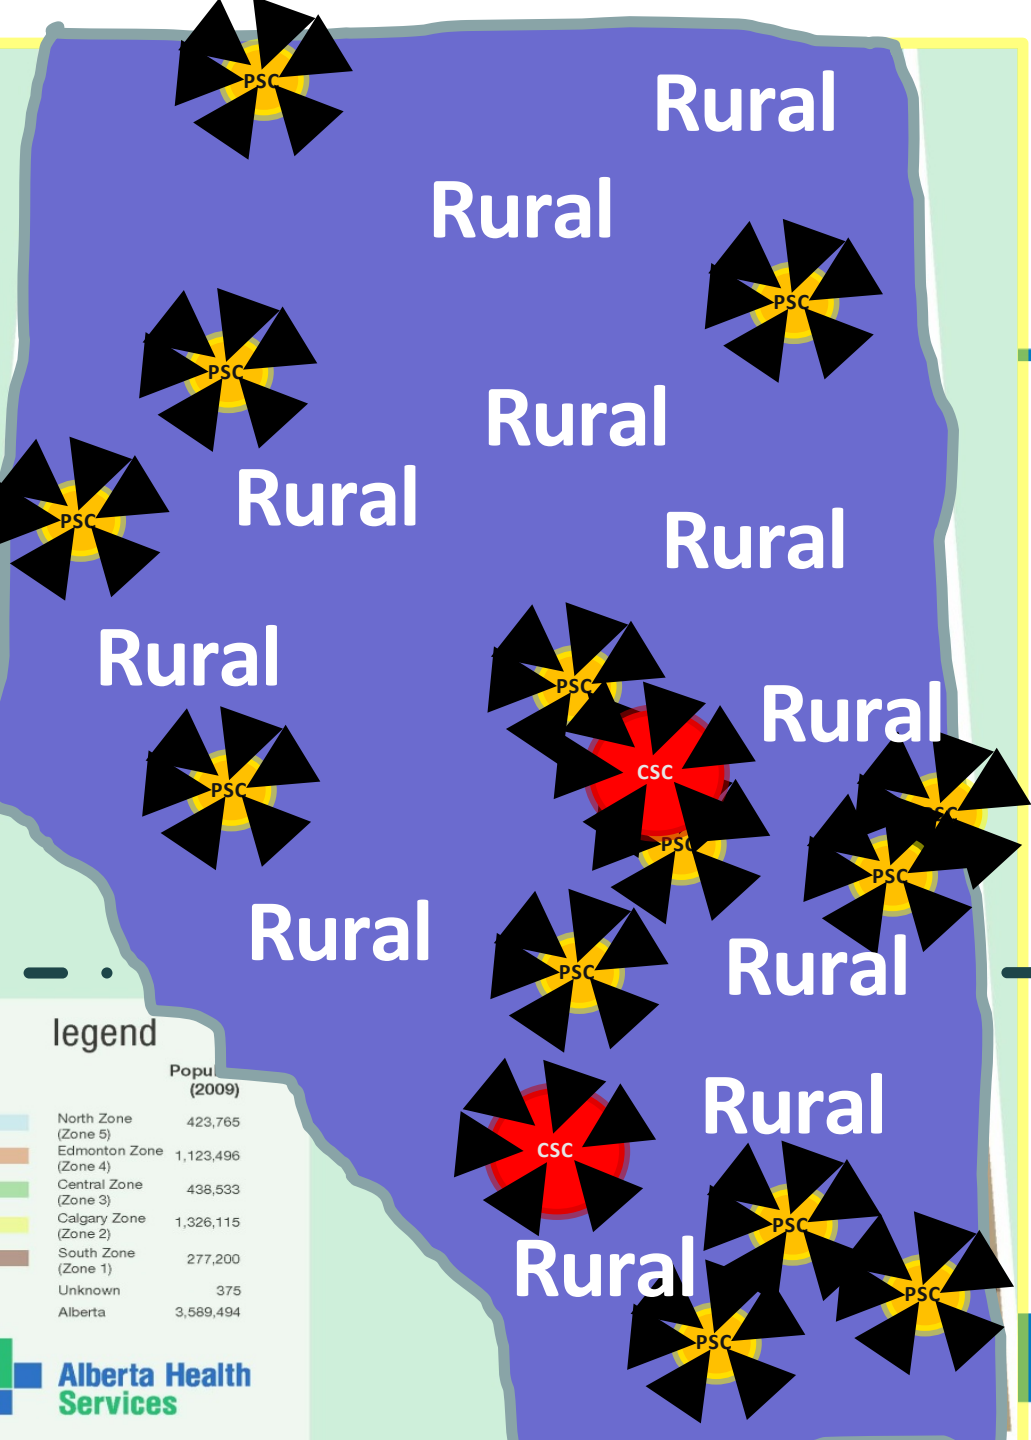 PSC
Rural
Rural
PSC
PSC
Rural
Rural
PSC
Rural
Rural
PSC
Rural
CSC
PSC
PSC
PSC
PSC
Rural
Rural
PSC
legend
(2009)
North Zone 423,765
(Zone 5)
Edmonton Zone 1,123,496
(Zone 4)
Central Zone 438,533
(Zone 3)
Calgary Zone 1,326,115
(Zone 2)
South Zone 277,200
(Zone 1)
Unknown 375
Alberta 3,589,494
Rural
CSC
PSC
Rural
PSC
PSC
Alberta Health
Services